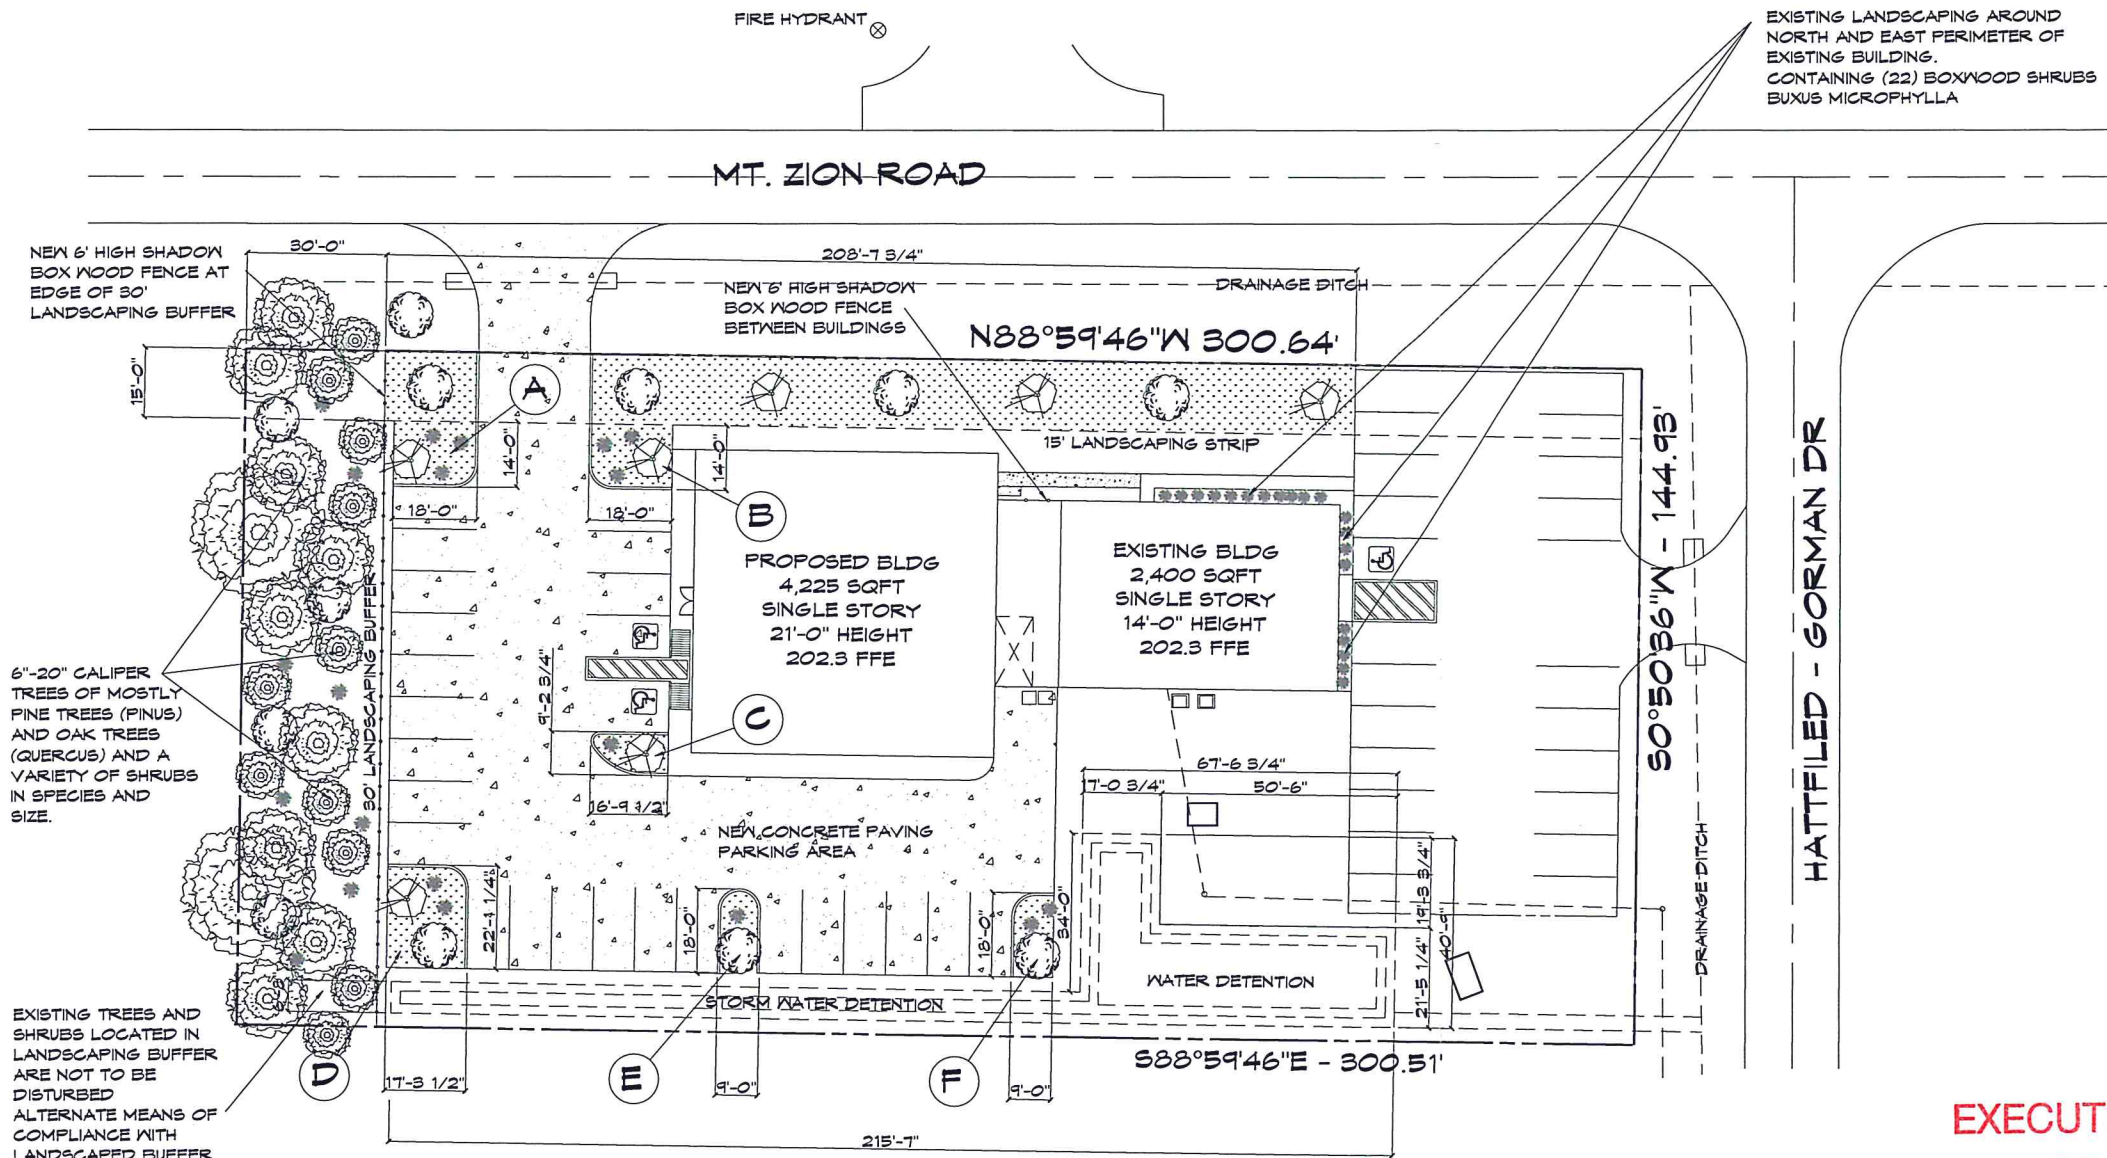 FIRE HYDRANT
EXISTING LANDSCAPING AROUND
NORTH AND EAST PERIMETER OF
EXISTING BUILDING.
CONTAINING (22) BOXWOOD SHRUBS
BUXUS MICROPHYLLA
MT. ZION ROAD
NEW 6' HIGH SHADOW
BOX WOOD FENCE AT
EDGE OF 30'
LANDSCAPING BUFFER
30'-0"
208'-7 3/4"
NEW 6' HIGH SHADOW
BOX WOOD FENCE
BETWEEN BUILDINGS
DRAINAGE DITCH
N88°59'46"W 300.64'
15'-0"
A
14'-0"
14'-0"
15' LANDSCAPING STRIP
18'-0"
18'-0"
B
PROPOSED BLDG
4,225 SQFT
SINGLE STORY
21'-0" HEIGHT
202.3 FFE
EXISTING BLDG
2,400 SQFT
SINGLE STORY
14'-0" HEIGHT
202.3 FFE
S0°50'36"W - 144.93'
HATTFILED - GORMAN DR
30' LANDSCAPING BUFFER
6"-20" CALIPER
TREES OF MOSTLY
PINE TREES (PINUS)
AND OAK TREES
(QUERCUS) AND A
VARIETY OF SHRUBS
IN SPECIES AND
SIZE.
9'-2 3/4"
C
16'-9 1/2"
67'-6 3/4"
17'-0 3/4"
50'-6"
NEW CONCRETE PAVING
PARKING AREA
22'-4 1/4"
18'-0"
18'-0"
34'-0"
19'-3 3/4"
40'-9"
21'-5 1/4"
DRAINAGE DITCH
WATER DETENTION
STORM WATER DETENTION
EXISTING TREES AND
SHRUBS LOCATED IN
LANDSCAPING BUFFER
ARE NOT TO BE
DISTURBED
ALTERNATE MEANS OF
COMPLIANCE WITH
LANDSCAPED BUFFER
D
17'-3 1/2"
E
9'-0"
F
9'-0"
S88°59'46"E - 300.51'
215'-7"
EXECUT